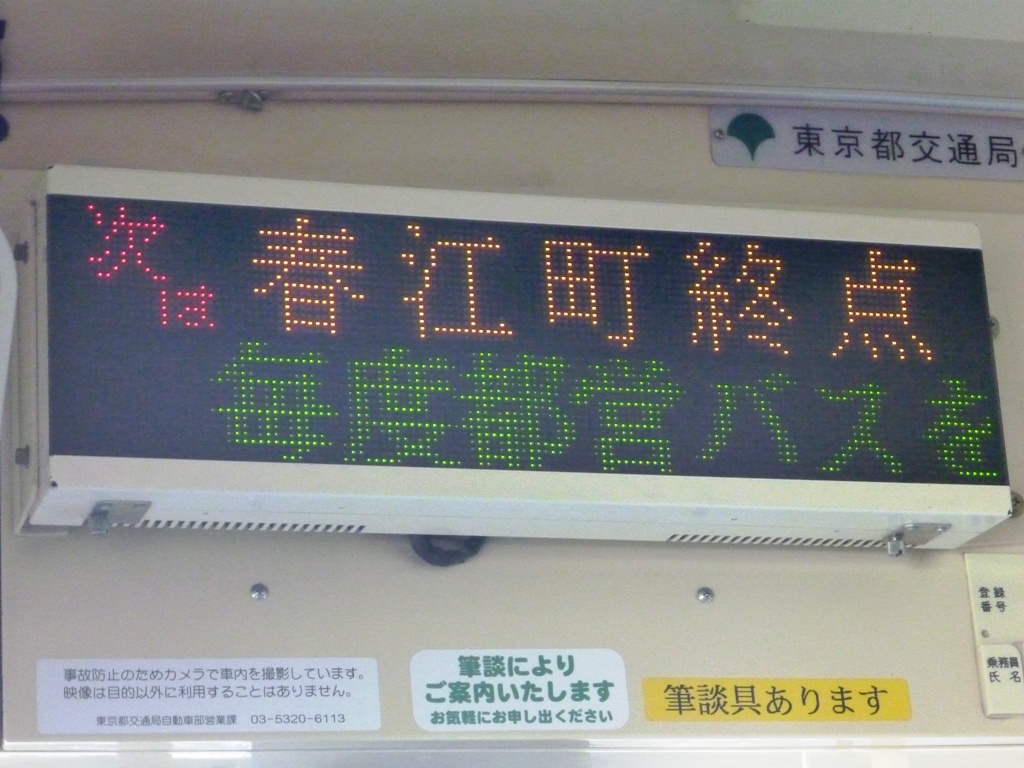 東京都交通局
次は 春江町終点
毎度都営バスを
登録
番号
乗務員
氏名
事故防止のためカメラで車内を撮影しています。
映像は目的以外に利用することはありません。
東京都交通局自動車部営業課 03-5320-6113
筆談により
ご案内いたします
お気軽にお申し出ください
筆談具あります